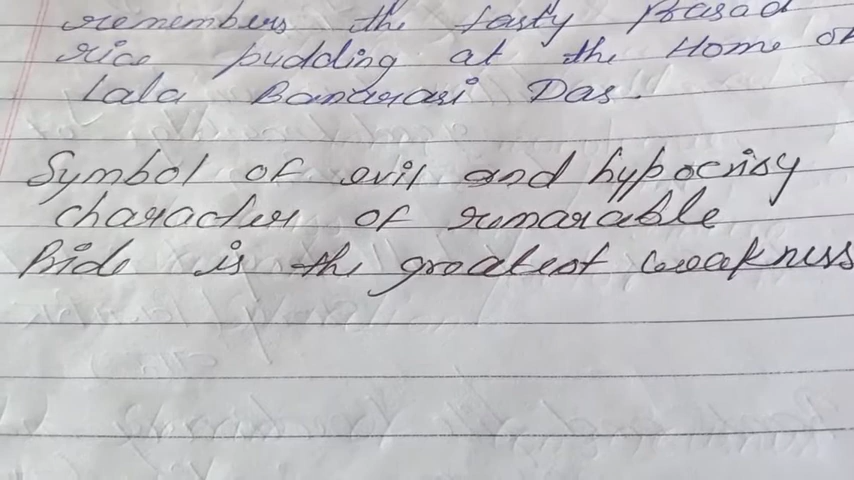 remembers the tasty Prasad
rice pudding at the Home of
Lala Banarasi Das.
Symbol of evil and hypocrisy
character of remarable
Pride is the greatest weakness